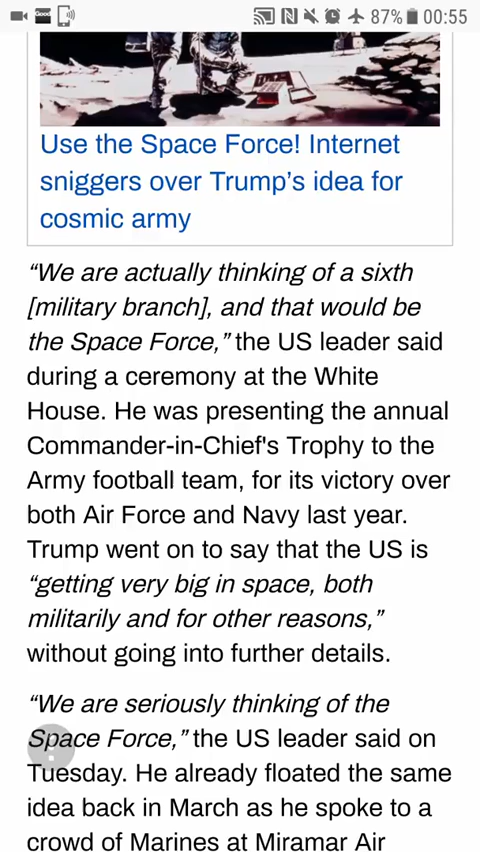 Good
87% 00:55
Use the Space Force! Internet
sniggers over Trump’s idea for
cosmic army
“We are actually thinking of a sixth
[military branch], and that would be
the Space Force,” the US leader said
during a ceremony at the White
House. He was presenting the annual
Commander-in-Chief's Trophy to the
Army football team, for its victory over
both Air Force and Navy last year.
Trump went on to say that the US is
“getting very big in space, both
militarily and for other reasons,”
without going into further details.
“We are seriously thinking of the
Space Force,” the US leader said on
Tuesday. He already floated the same
idea back in March as he spoke to a
crowd of Marines at Miramar Air